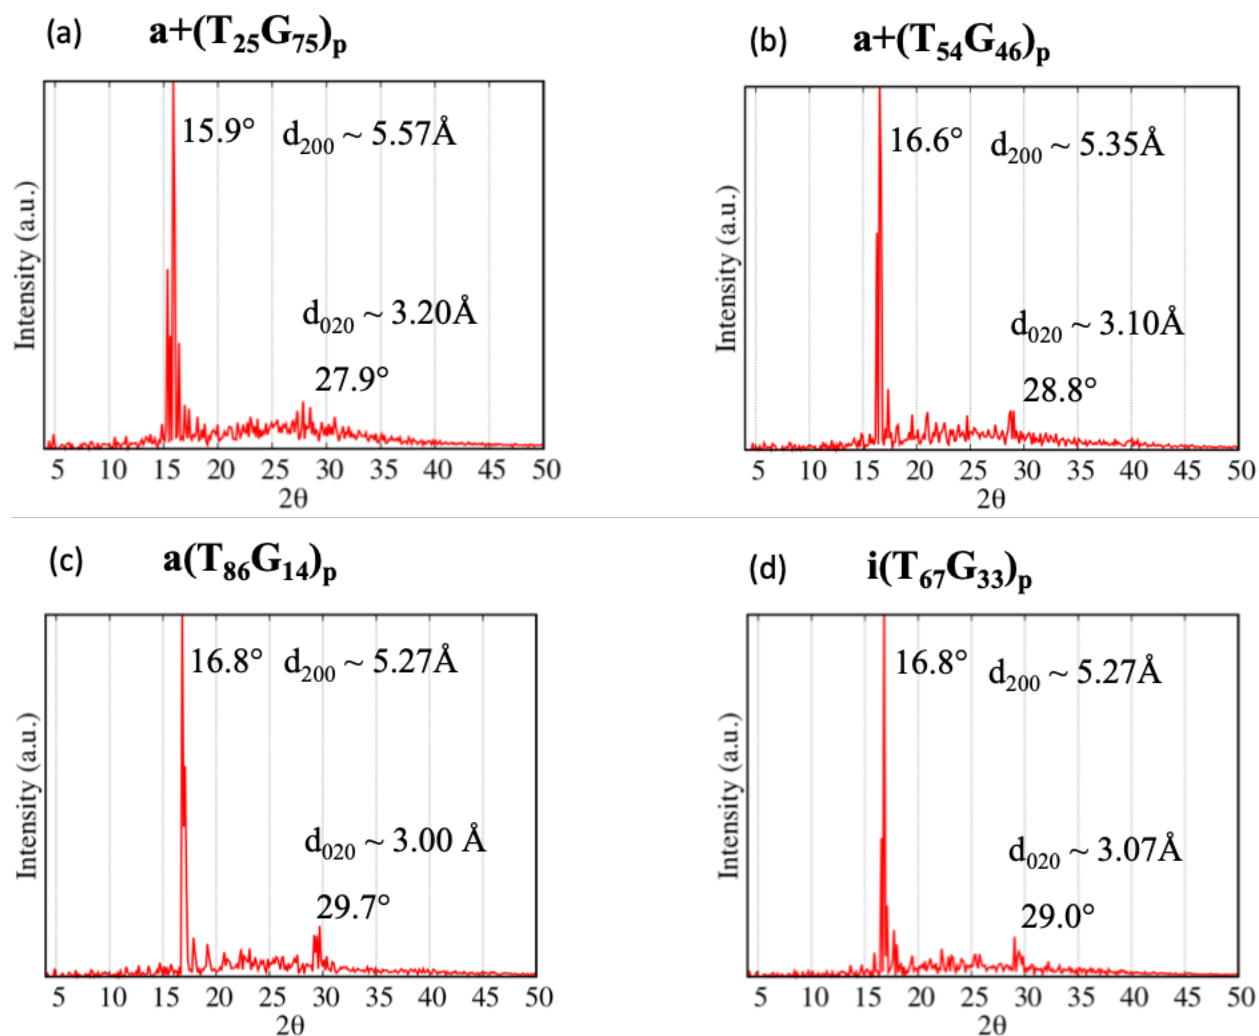 (a) a+(T₂₅G₇₅)ₚ
15.9° d₂₀₀ ~ 5.57Å
d₀₂₀ ~ 3.20Å
27.9°
Intensity (a.u.)
5 10 15 20 25 30 35 40 45 50
2θ
(b) a+(T₅₄G₄₆)ₚ
16.6° d₂₀₀ ~ 5.35Å
d₀₂₀ ~ 3.10Å
28.8°
Intensity (a.u.)
5 10 15 20 25 30 35 40 45 50
2θ
(c) a(T₈₆G₁₄)ₚ
16.8° d₂₀₀ ~ 5.27Å
d₀₂₀ ~ 3.00 Å
29.7°
Intensity (a.u.)
5 10 15 20 25 30 35 40 45 50
2θ
(d) i(T₆₇G₃₃)ₚ
16.8° d₂₀₀ ~ 5.27Å
d₀₂₀ ~ 3.07Å
29.0°
Intensity (a.u.)
5 10 15 20 25 30 35 40 45 50
2θ